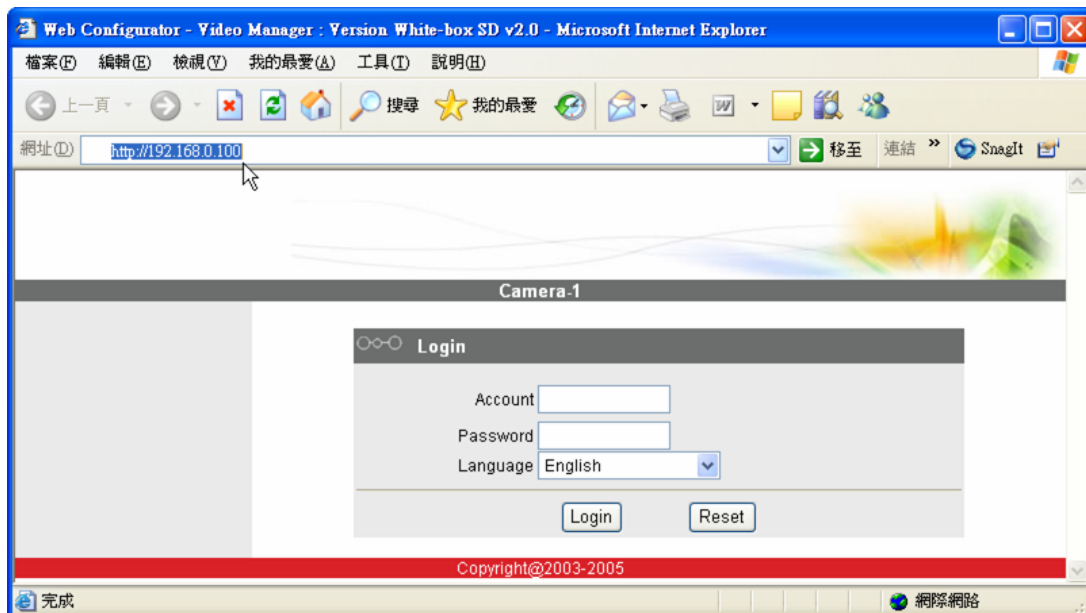 Web Configurator - Video Manager : Version White-box SD v2.0 - Microsoft Internet Explorer
檔案(F) 編輯(E) 檢視(V) 我的最愛(A) 工具(T) 說明(H)
上一頁 搜尋 我的最愛
網址(D) http://192.168.0.100 移至 連結 » SnagIt
Camera-1
Login
Account
Password
Language English
Login Reset
Copyright@2003-2005
完成 網際網路